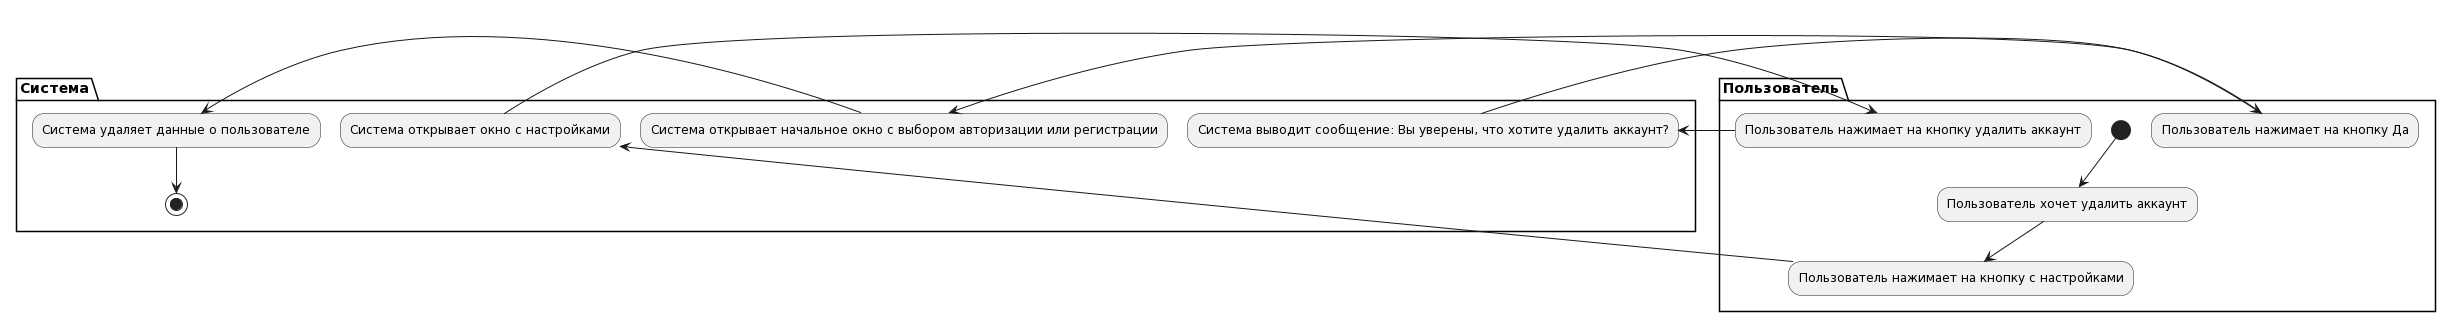 Система
Пользователь
Система удаляет данные о пользователе
Система открывает окно с настройками
Система открывает начальное окно с выбором авторизации или регистрации
Система выводит сообщение: Вы уверены, что хотите удалить аккаунт?
Пользователь нажимает на кнопку удалить аккаунт
Пользователь нажимает на кнопку Да
Пользователь хочет удалить аккаунт
Пользователь нажимает на кнопку с настройками